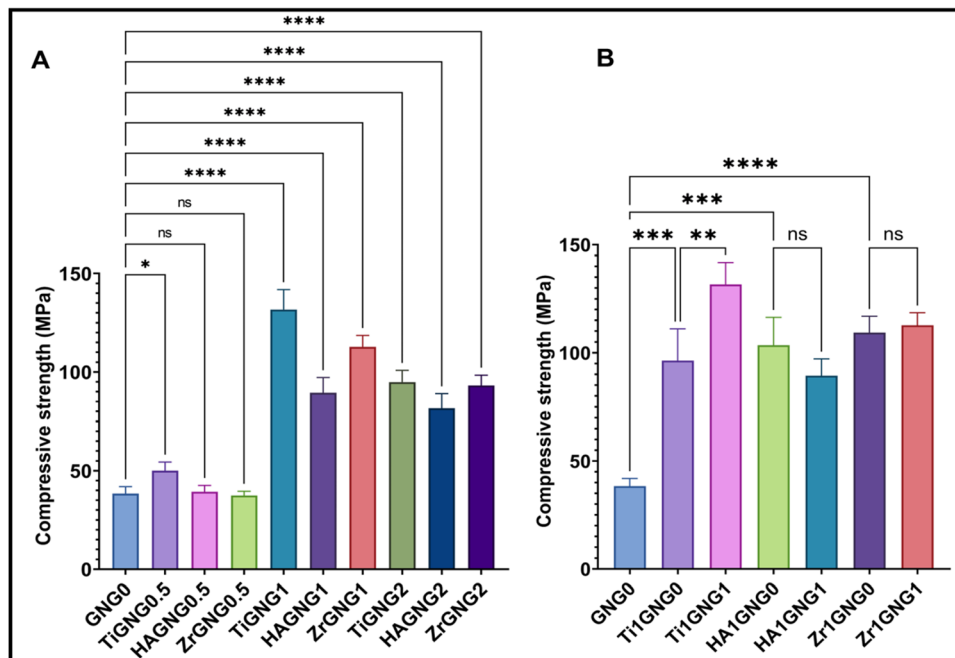 A
****
****
****
****
****
****
ns
ns
*
Compressive strength (MPa)
150
100
50
0
GNG0
TiGNG0.5
HAGNG0.5
ZrGNG0.5
TiGNG1
HAGNG1
ZrGNG1
TiGNG2
HAGNG2
ZrGNG2
B
****
***
*** ** ns ns
Compressive strength (MPa)
150
100
50
0
GNG0
Ti1GNG0
Ti1GNG1
HA1GNG0
HA1GNG1
Zr1GNG0
Zr1GNG1